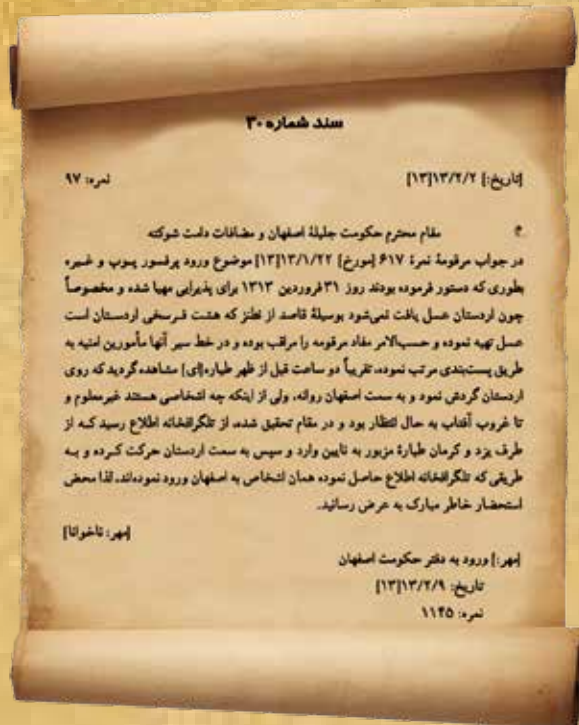 سند شماره ۳۰
[تاریخ:] ۱۳/۲/۲[۱۳] نمره: ۹۷
مقام محترم حکومت جلیلهٔ اصفهان و مضافات دامت شوکته
در جواب مرقومهٔ نمرهٔ ۶۱۷ [مورخ] ۱۳/۱/۲۲[۱۳] موضوع ورود پرفسور پوپ و غیره
بطوری که دستور فرموده بودند روز ۳۱ فروردین ۱۳۱۳ برای پذیرایی مهیا شده و مخصوصاً
چون اردستان عسل یافت نمی‌شود بوسیلهٔ قاصد از نطنز که هشت فرسخی اردستان است
عسل تهیه نموده و حسب‌الامر مفاد مرقومه را مراقب بوده و در خط سیر آنها مأمورین امنیه به
طریق پست‌بندی مرتب نموده، تقریباً دو ساعت قبل از ظهر طیاره[ای] مشاهده گردید که روی
اردستان گردش نمود و به سمت اصفهان روانه، ولی از اینکه چه اشخاصی هستند غیرمعلوم و
تا غروب آفتاب به حال انتظار بود و در مقام تحقیق شده، از تلگرافخانه اطلاع رسید که از
طرف یزد و کرمان طیارهٔ مزبور به نایین وارد و سپس به سمت اردستان حرکت کرده و به
طریقی که تلگرافخانه اطلاع حاصل نموده همان اشخاص به اصفهان ورود نموده‌اند. لذا محض
استحضار خاطر مبارک به عرض رسانید.
[مهر: ناخوانا]
[مهر:] ورود به دفتر حکومت اصفهان
تاریخ: ۱۳/۲/۹[۱۳]
نمره: ۱۱۴۵